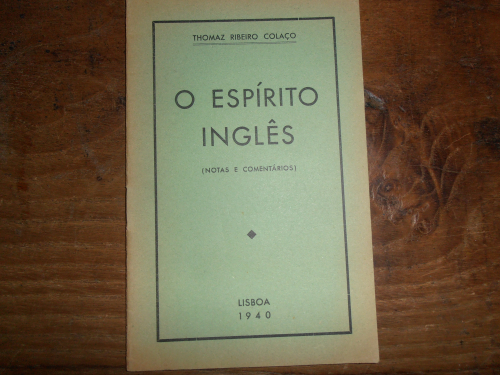 THOMAZ RIBEIRO COLAÇO
O ESPÍRITO
INGLÊS
(NOTAS E COMENTÁRIOS)
LISBOA
1940